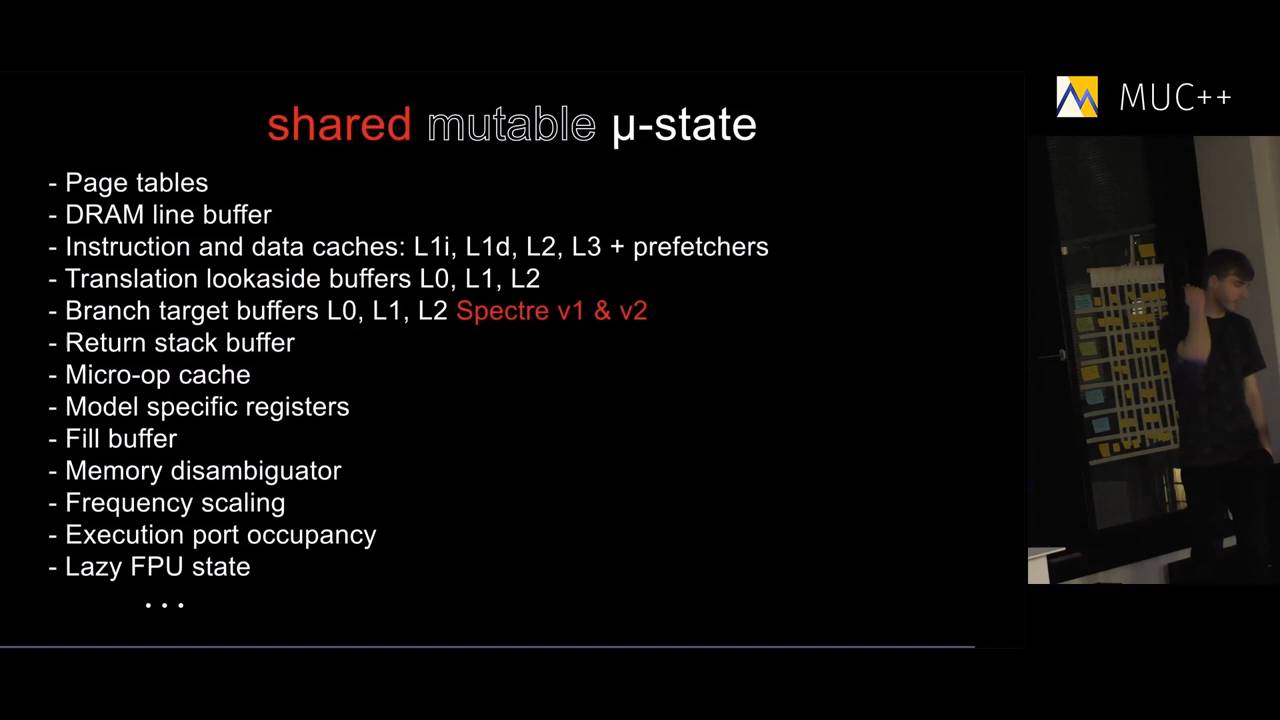 shared mutable µ-state
- Page tables
- DRAM line buffer
- Instruction and data caches: L1i, L1d, L2, L3 + prefetchers
- Translation lookaside buffers L0, L1, L2
- Branch target buffers L0, L1, L2 Spectre v1 & v2
- Return stack buffer
- Micro-op cache
- Model specific registers
- Fill buffer
- Memory disambiguator
- Frequency scaling
- Execution port occupancy
- Lazy FPU state
...
MUC++